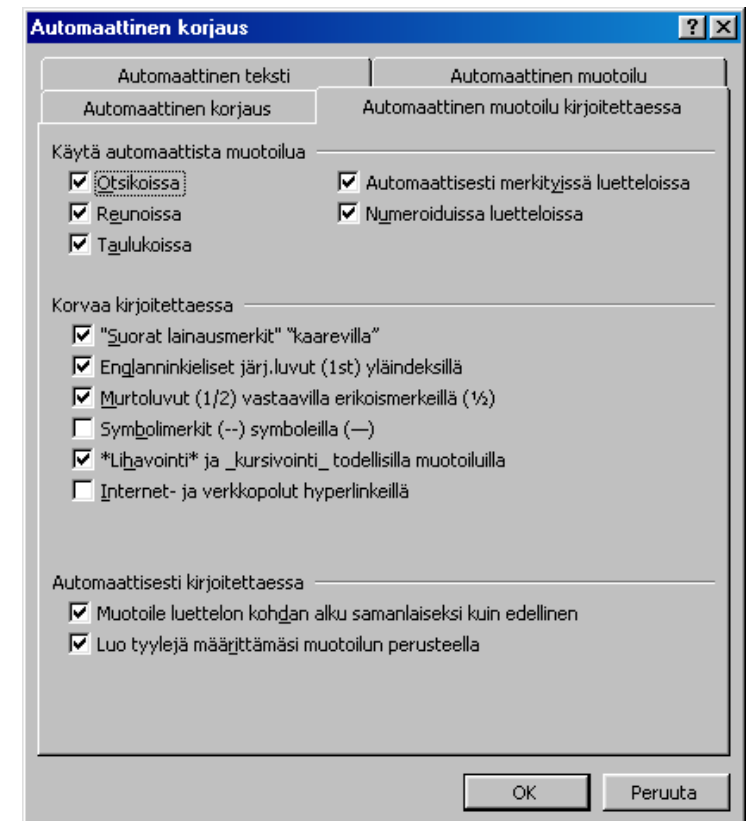 Automaattinen korjaus
Automaattinen teksti
Automaattinen muotoilu
Automaattinen korjaus
Automaattinen muotoilu kirjoitettaessa
Käytä automaattista muotoilua
Otsikoissa
Automaattisesti merkityissä luetteloissa
Reunoissa
Numeroiduissa luetteloissa
Taulukoissa
Korvaa kirjoitettaessa
"Suorat lainausmerkit" “kaarevilla”
Englanninkieliset järj.luvut (1st) yläindeksillä
Murtoluvut (1/2) vastaavilla erikoismerkeillä (½)
Symbolimerkit (--) symboleilla (—)
*Lihavointi* ja _kursivointi_ todellisilla muotoiluilla
Internet- ja verkkopolut hyperlinkeillä
Automaattisesti kirjoitettaessa
Muotoile luettelon kohdan alku samanlaiseksi kuin edellinen
Luo tyylejä määrittämäsi muotoilun perusteella
OK
Peruuta